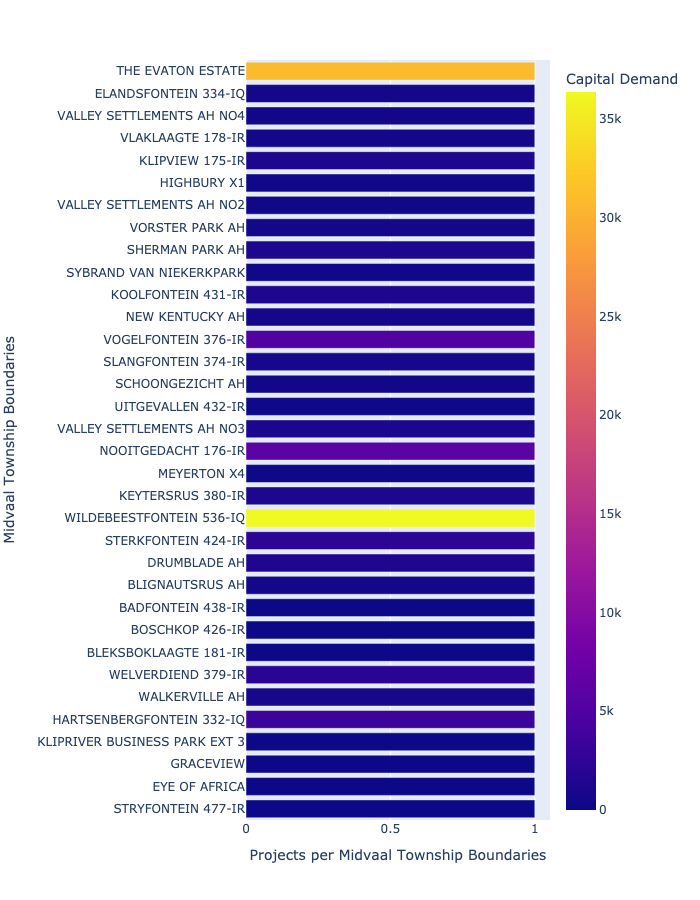 Capital Demand
THE EVATON ESTATE
ELANDSFONTEIN 334-IQ
VALLEY SETTLEMENTS AH NO4
VLAKLAAGTE 178-IR
KLIPVIEW 175-IR
HIGHBURY X1
VALLEY SETTLEMENTS AH NO2
VORSTER PARK AH
SHERMAN PARK AH
SYBRAND VAN NIEKERKPARK
KOOLFONTEIN 431-IR
NEW KENTUCKY AH
VOGELFONTEIN 376-IR
SLANGFONTEIN 374-IR
SCHOONGEZICHT AH
UITGEVALLEN 432-IR
VALLEY SETTLEMENTS AH NO3
NOOITGEDACHT 176-IR
MEYERTON X4
KEYTERSRUS 380-IR
WILDEBEESTFONTEIN 536-IQ
STERKFONTEIN 424-IR
DRUMBLADE AH
BLIGNAUTSRUS AH
BADFONTEIN 438-IR
BOSCHKOP 426-IR
BLEKSBOKLAAGTE 181-IR
WELVERDIEND 379-IR
WALKERVILLE AH
HARTSENBERGFONTEIN 332-IQ
KLIPRIVER BUSINESS PARK EXT 3
GRACEVIEW
EYE OF AFRICA
STRYFONTEIN 477-IR
Midvaal Township Boundaries
0 0.5 1
Projects per Midvaal Township Boundaries
35k
30k
25k
20k
15k
10k
5k
0